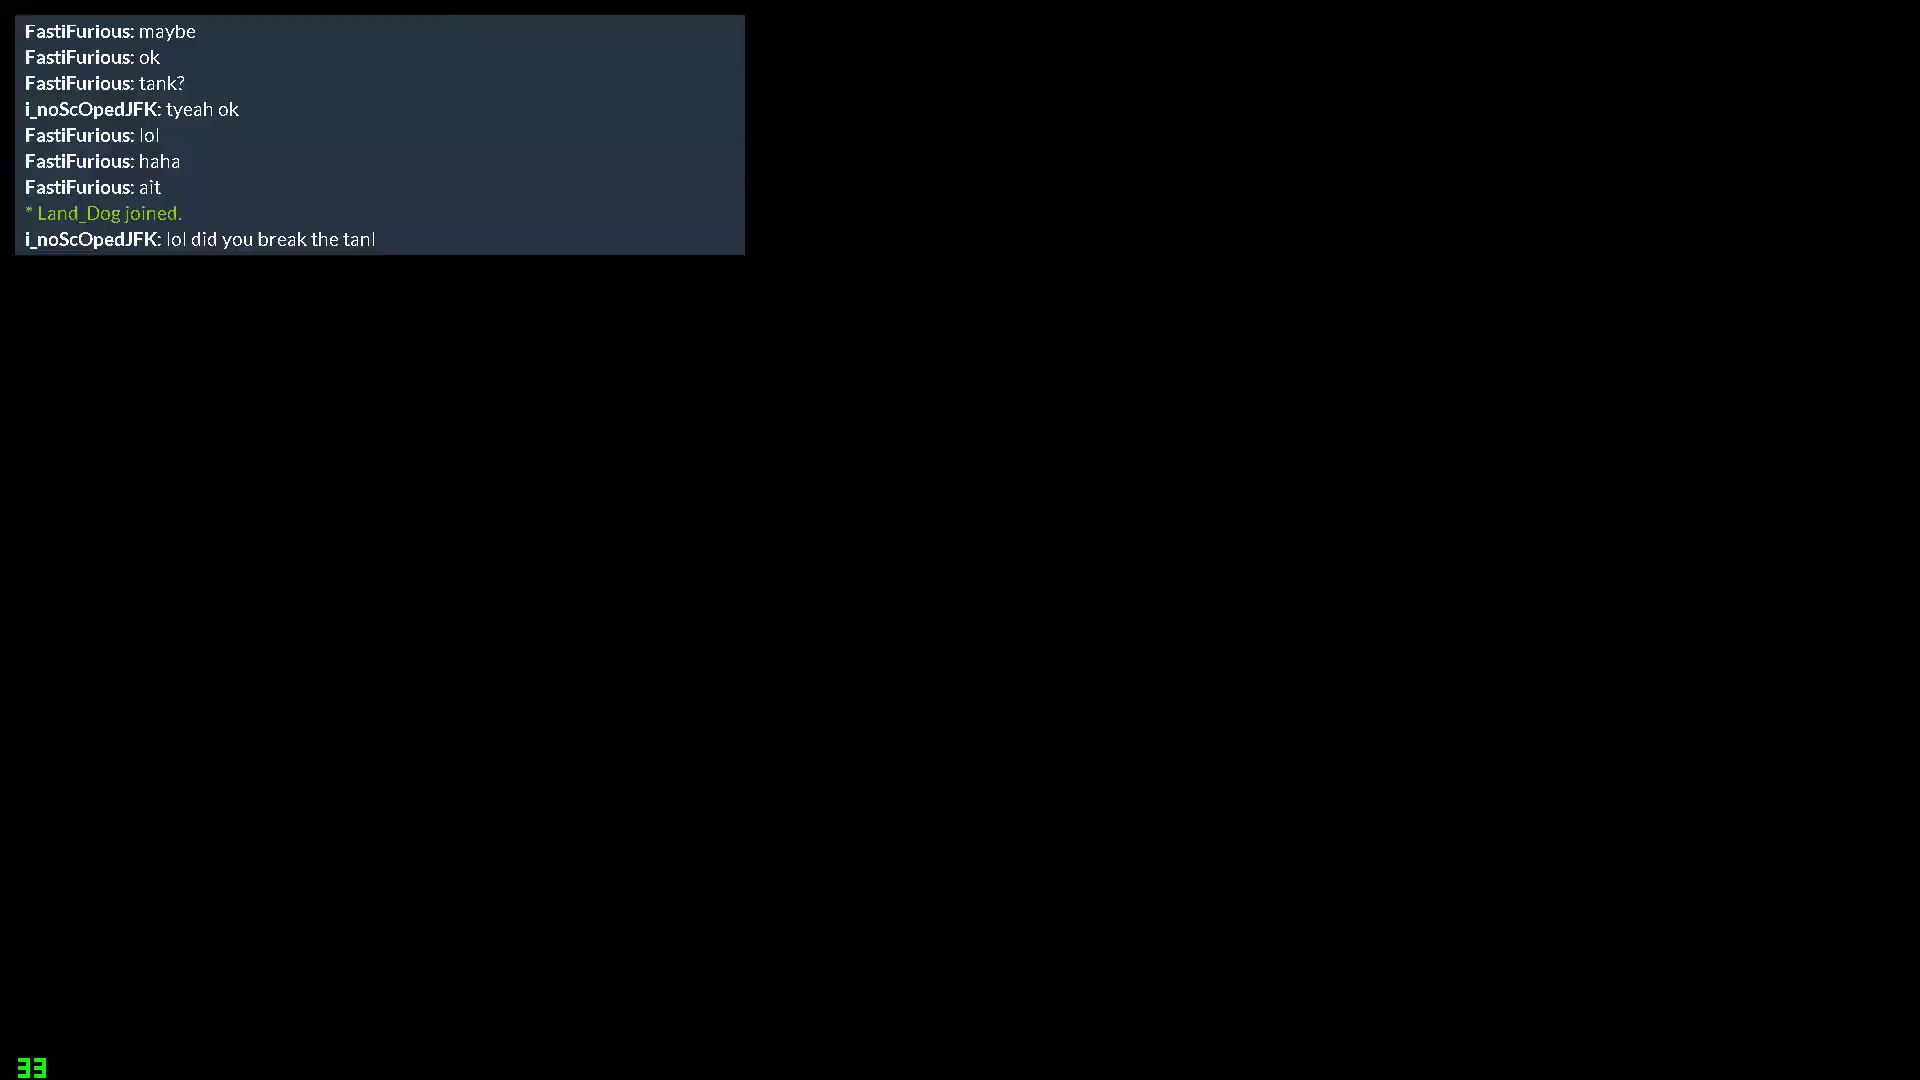 FastiFurious: maybe
FastiFurious: ok
FastiFurious: tank?
i_noScOpedJFK: tyeah ok
FastiFurious: lol
FastiFurious: haha
FastiFurious: ait
* Land_Dog joined.
i_noScOpedJFK: lol did you break the tanl
33